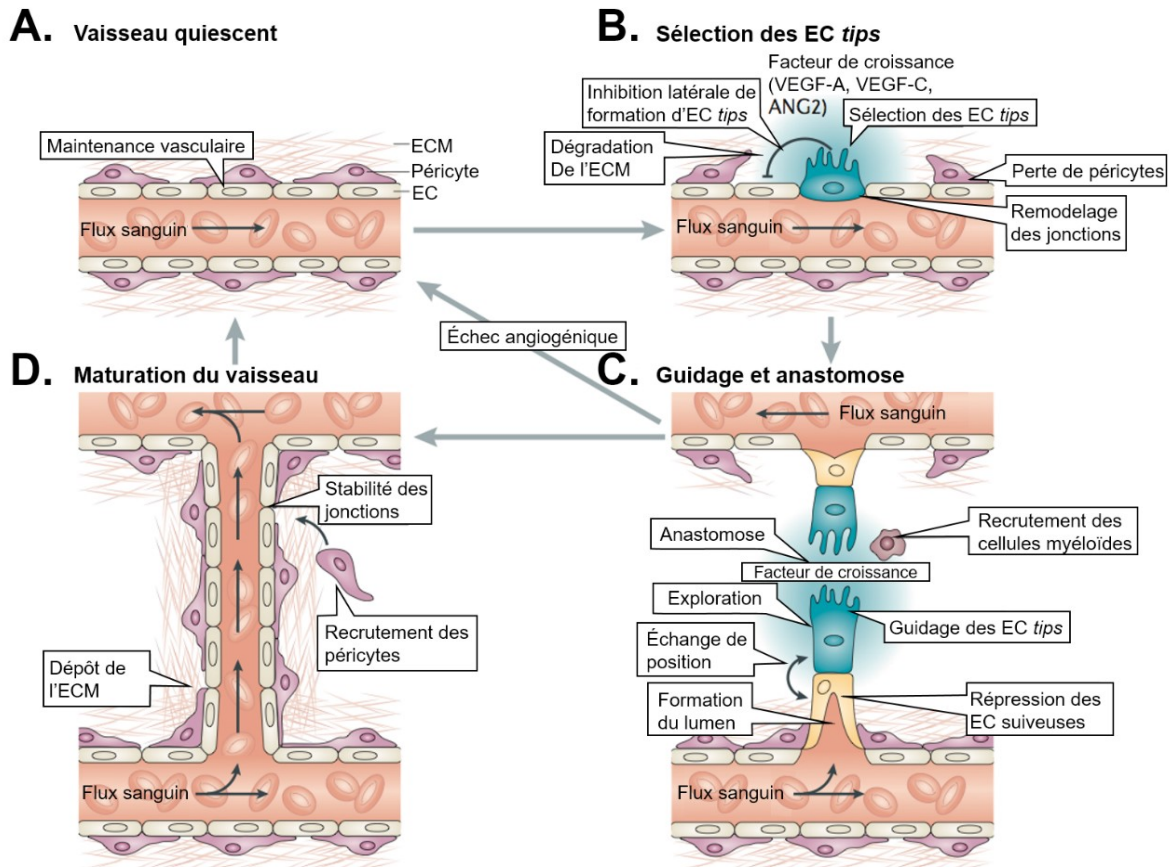 A. Vaisseau quiescent
Maintenance vasculaire
ECM
Péricyte
EC
Flux sanguin
B. Sélection des EC tips
Facteur de croissance
(VEGF-A, VEGF-C,
ANG2)
Inhibition latérale de
formation d'EC tips
Sélection des EC tips
Dégradation
De l'ECM
Perte de péricytes
Remodelage
des jonctions
Flux sanguin
Échec angiogénique
D. Maturation du vaisseau
Stabilité des
jonctions
Recrutement des
péricytes
Dépôt de
l'ECM
Flux sanguin
C. Guidage et anastomose
Flux sanguin
Anastomose
Recrutement des
cellules myéloïdes
Facteur de croissance
Exploration
Guidage des EC tips
Échange de
position
Formation
du lumen
Répression des
EC suiveuses
Flux sanguin